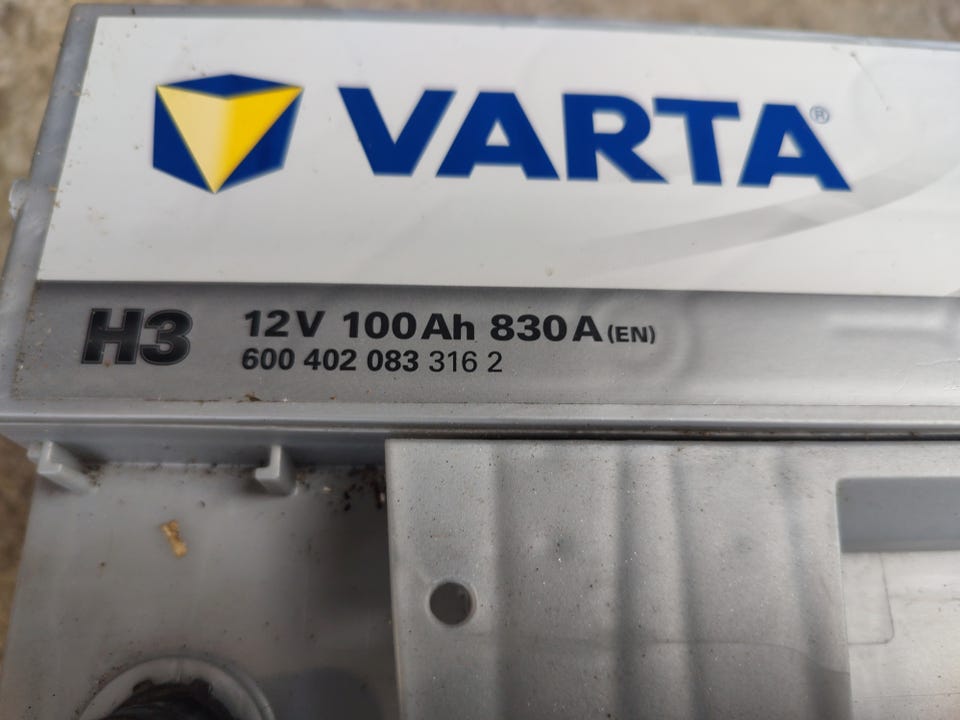 VARTA®
H3 12V 100Ah 830A (EN)
600 402 083 316 2